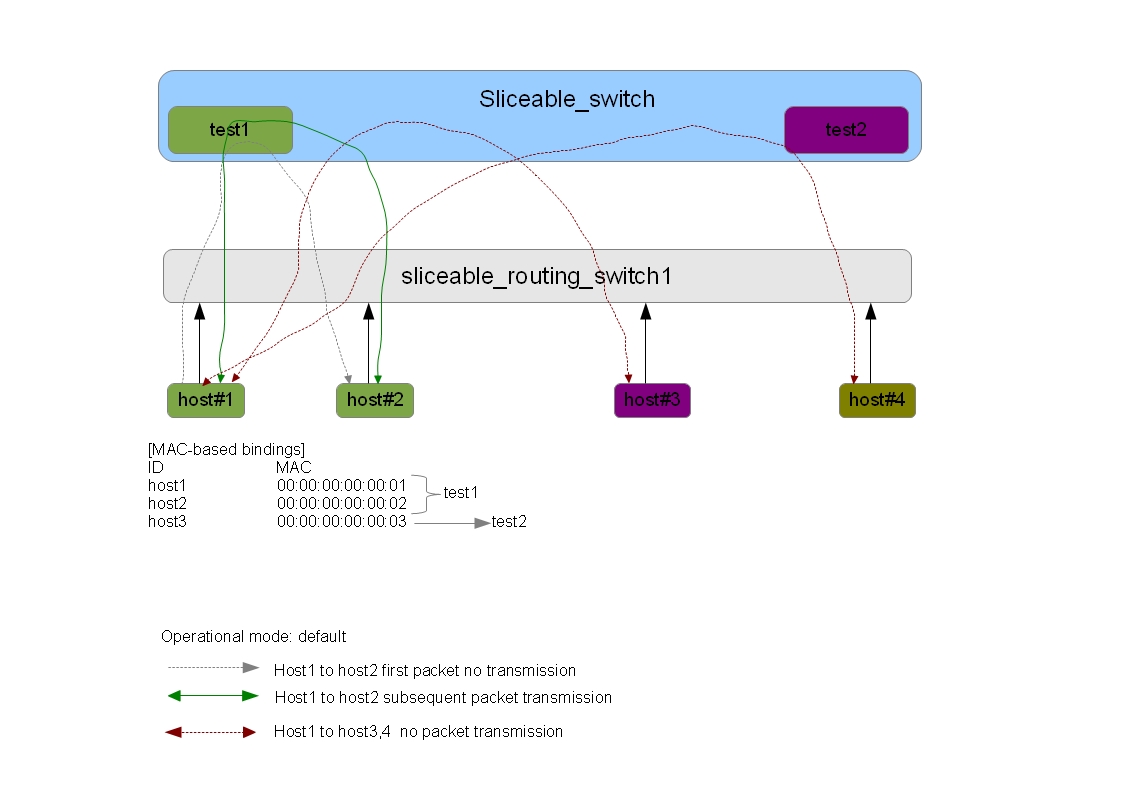 Sliceable_switch
test1
test2
sliceable_routing_switch1
host#1
host#2
host#3
host#4
[MAC-based bindings]
ID MAC
host1 00:00:00:00:00:01
test1
host2 00:00:00:00:00:02
host3 00:00:00:00:00:03 test2
Operational mode: default
Host1 to host2 first packet no transmission
Host1 to host2 subsequent packet transmission
Host1 to host3,4 no packet transmission